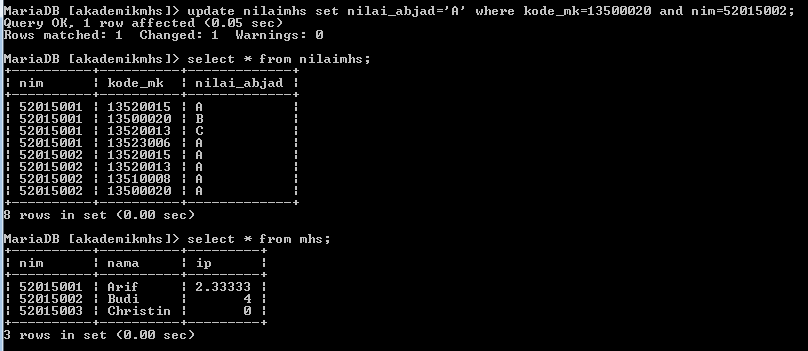 MariaDB [akademikmhs]> update nilaimhs set nilai_abjad='A' where kode_mk=13500020 and nim=52015002;
Query OK, 1 row affected (0.05 sec)
Rows matched: 1  Changed: 1  Warnings: 0

MariaDB [akademikmhs]> select * from nilaimhs;
+----------+----------+-------------+
| nim      | kode_mk  | nilai_abjad |
+----------+----------+-------------+
| 52015001 | 13520015 | A           |
| 52015001 | 13500020 | B           |
| 52015001 | 13520013 | C           |
| 52015001 | 13523006 | A           |
| 52015002 | 13520015 | A           |
| 52015002 | 13520013 | A           |
| 52015002 | 13510008 | A           |
| 52015002 | 13500020 | A           |
+----------+----------+-------------+
8 rows in set (0.00 sec)

MariaDB [akademikmhs]> select * from mhs;
+----------+----------+---------+
| nim      | nama     | ip      |
+----------+----------+---------+
| 52015001 | Arif     | 2.33333 |
| 52015002 | Budi     |       4 |
| 52015003 | Christin |       0 |
+----------+----------+---------+
3 rows in set (0.00 sec)